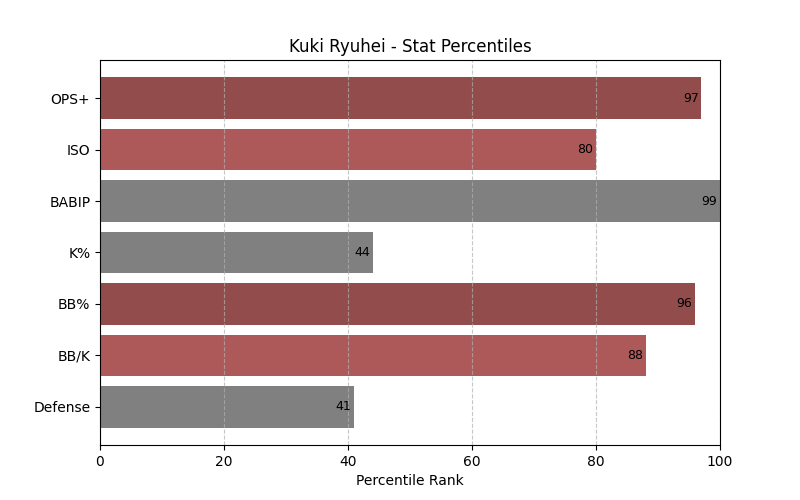 Kuki Ryuhei - Stat Percentiles
OPS+ 97
ISO 80
BABIP 99
K% 44
BB% 96
BB/K 88
Defense 41
0 20 40 60 80 100
Percentile Rank